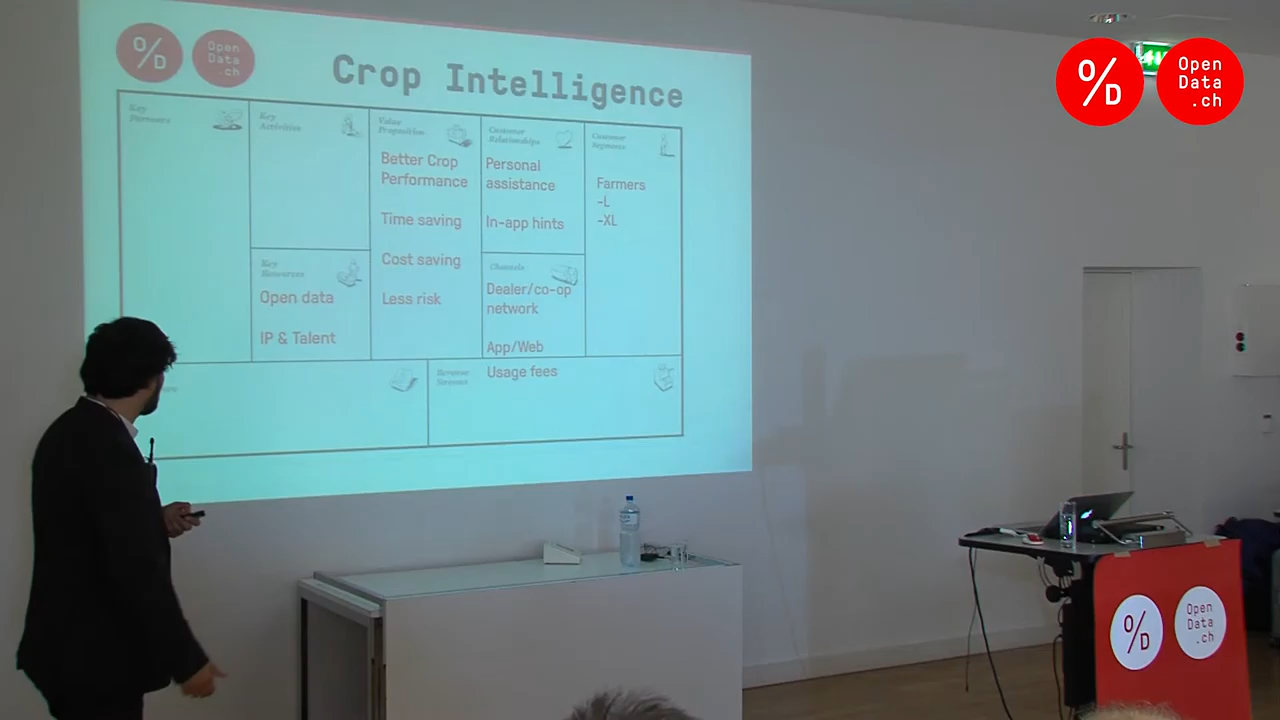 O/D
Open
Data
.ch
Crop Intelligence
Key
Partners
Key
Activities
Value
Proposition
Better Crop
Performance
Time saving
Cost saving
Less risk
Customer
Relationships
Personal
assistance
In-app hints
Customer
Segments
Farmers
-L
-XL
Key
Resources
Open data
IP & Talent
Channels
Dealer/co-op
network
App/Web
Revenue
Streams
Usage fees
%D
Open
Data
.ch
O/D
Open
Data
.ch